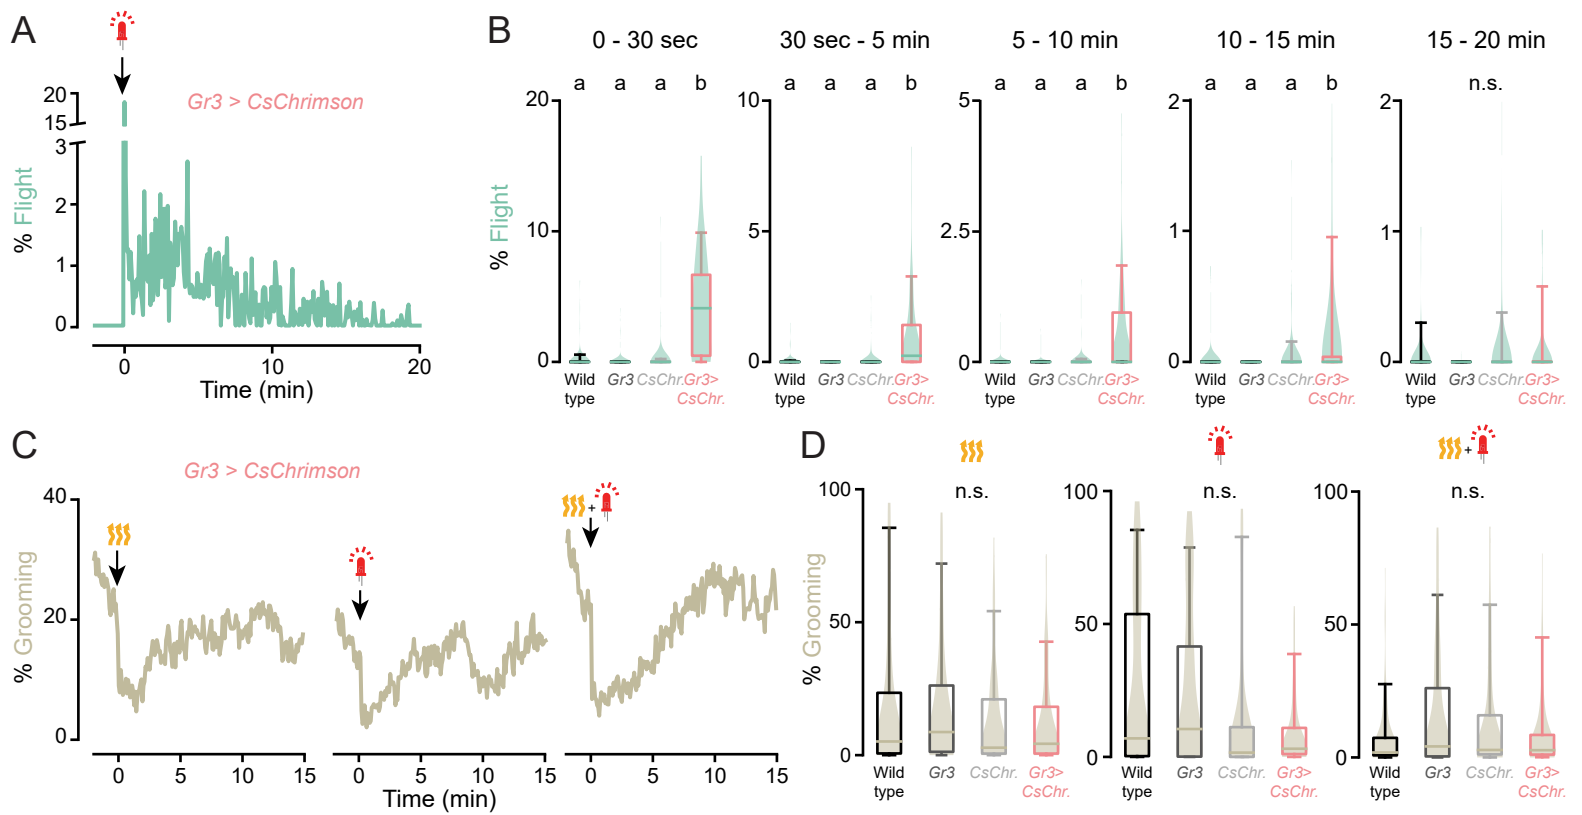 A
Gr3 > CsChrimson
20
15
3
2
1
0
% Flight
0
10
20
Time (min)
B
0 - 30 sec
30 sec - 5 min
5 - 10 min
10 - 15 min
15 - 20 min
a a a b
a a a b
a a a b
a a a b
n.s.
20
10
0
10
5
0
5
2.5
0
2
1
0
2
1
0
% Flight
Wild
type
Gr3
CsChr.
Gr3>
CsChr.
Wild
type
Gr3
CsChr.
Gr3>
CsChr.
Wild
type
Gr3
CsChr.
Gr3>
CsChr.
Wild
type
Gr3
CsChr.
Gr3>
CsChr.
Wild
type
Gr3
CsChr.
Gr3>
CsChr.
C
Gr3 > CsChrimson
+
40
20
0
% Grooming
0 5 10 15
0 5 10 15
0 5 10 15
Time (min)
D
+
n.s.
n.s.
n.s.
100
50
0
100
50
0
100
50
0
% Grooming
Wild
type
Gr3
CsChr.
Gr3>
CsChr.
Wild
type
Gr3
CsChr.
Gr3>
CsChr.
Wild
type
Gr3
CsChr.
Gr3>
CsChr.